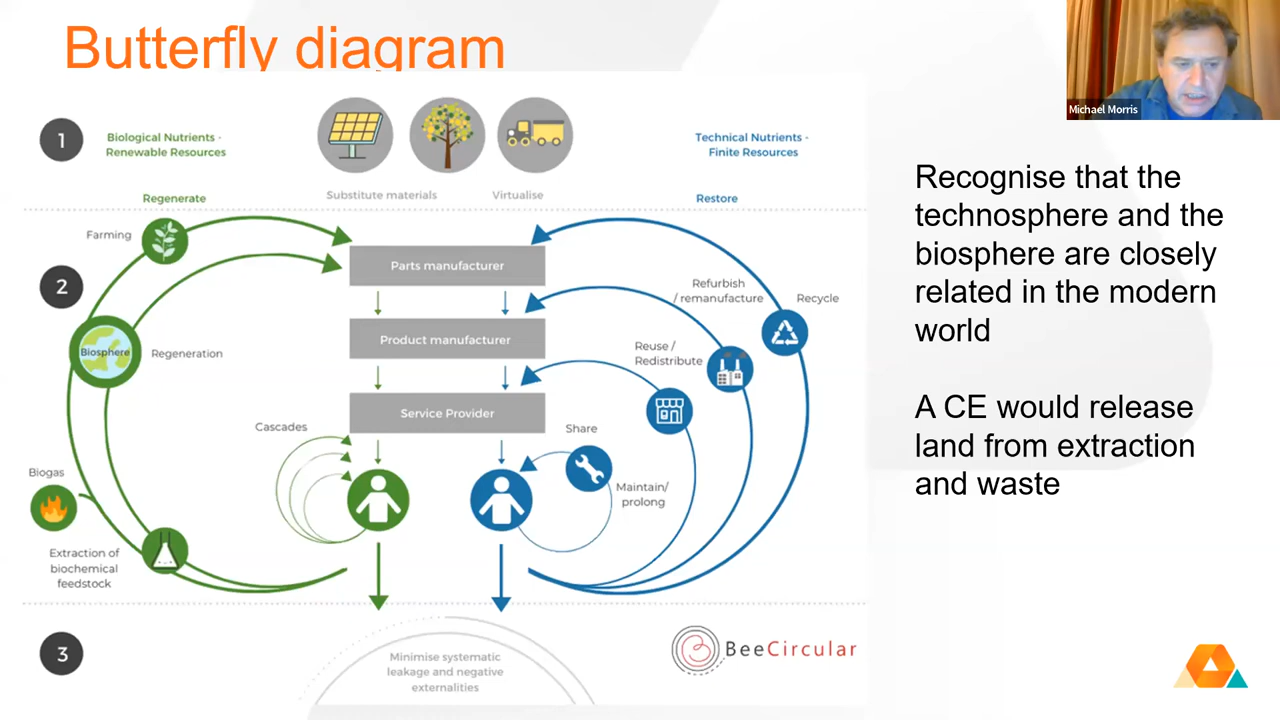 Butterfly diagram
Michael Morris
1
Biological Nutrients -
Renewable Resources
Technical Nutrients -
Finite Resources
Substitute materials
Virtualise
Regenerate
Restore
Recognise that the
technosphere and the
biosphere are closely
related in the modern
world
A CE would release
land from extraction
and waste
2
Farming
Parts manufacturer
Refurbish
/ remanufacture
Recycle
Product manufacturer
Biosphere
Regeneration
Reuse /
Redistribute
Service Provider
Cascades
Share
Biogas
Maintain/
prolong
Extraction of
biochemical
feedstock
3
Minimise systematic
leakage and negative
externalities
BeeCircular